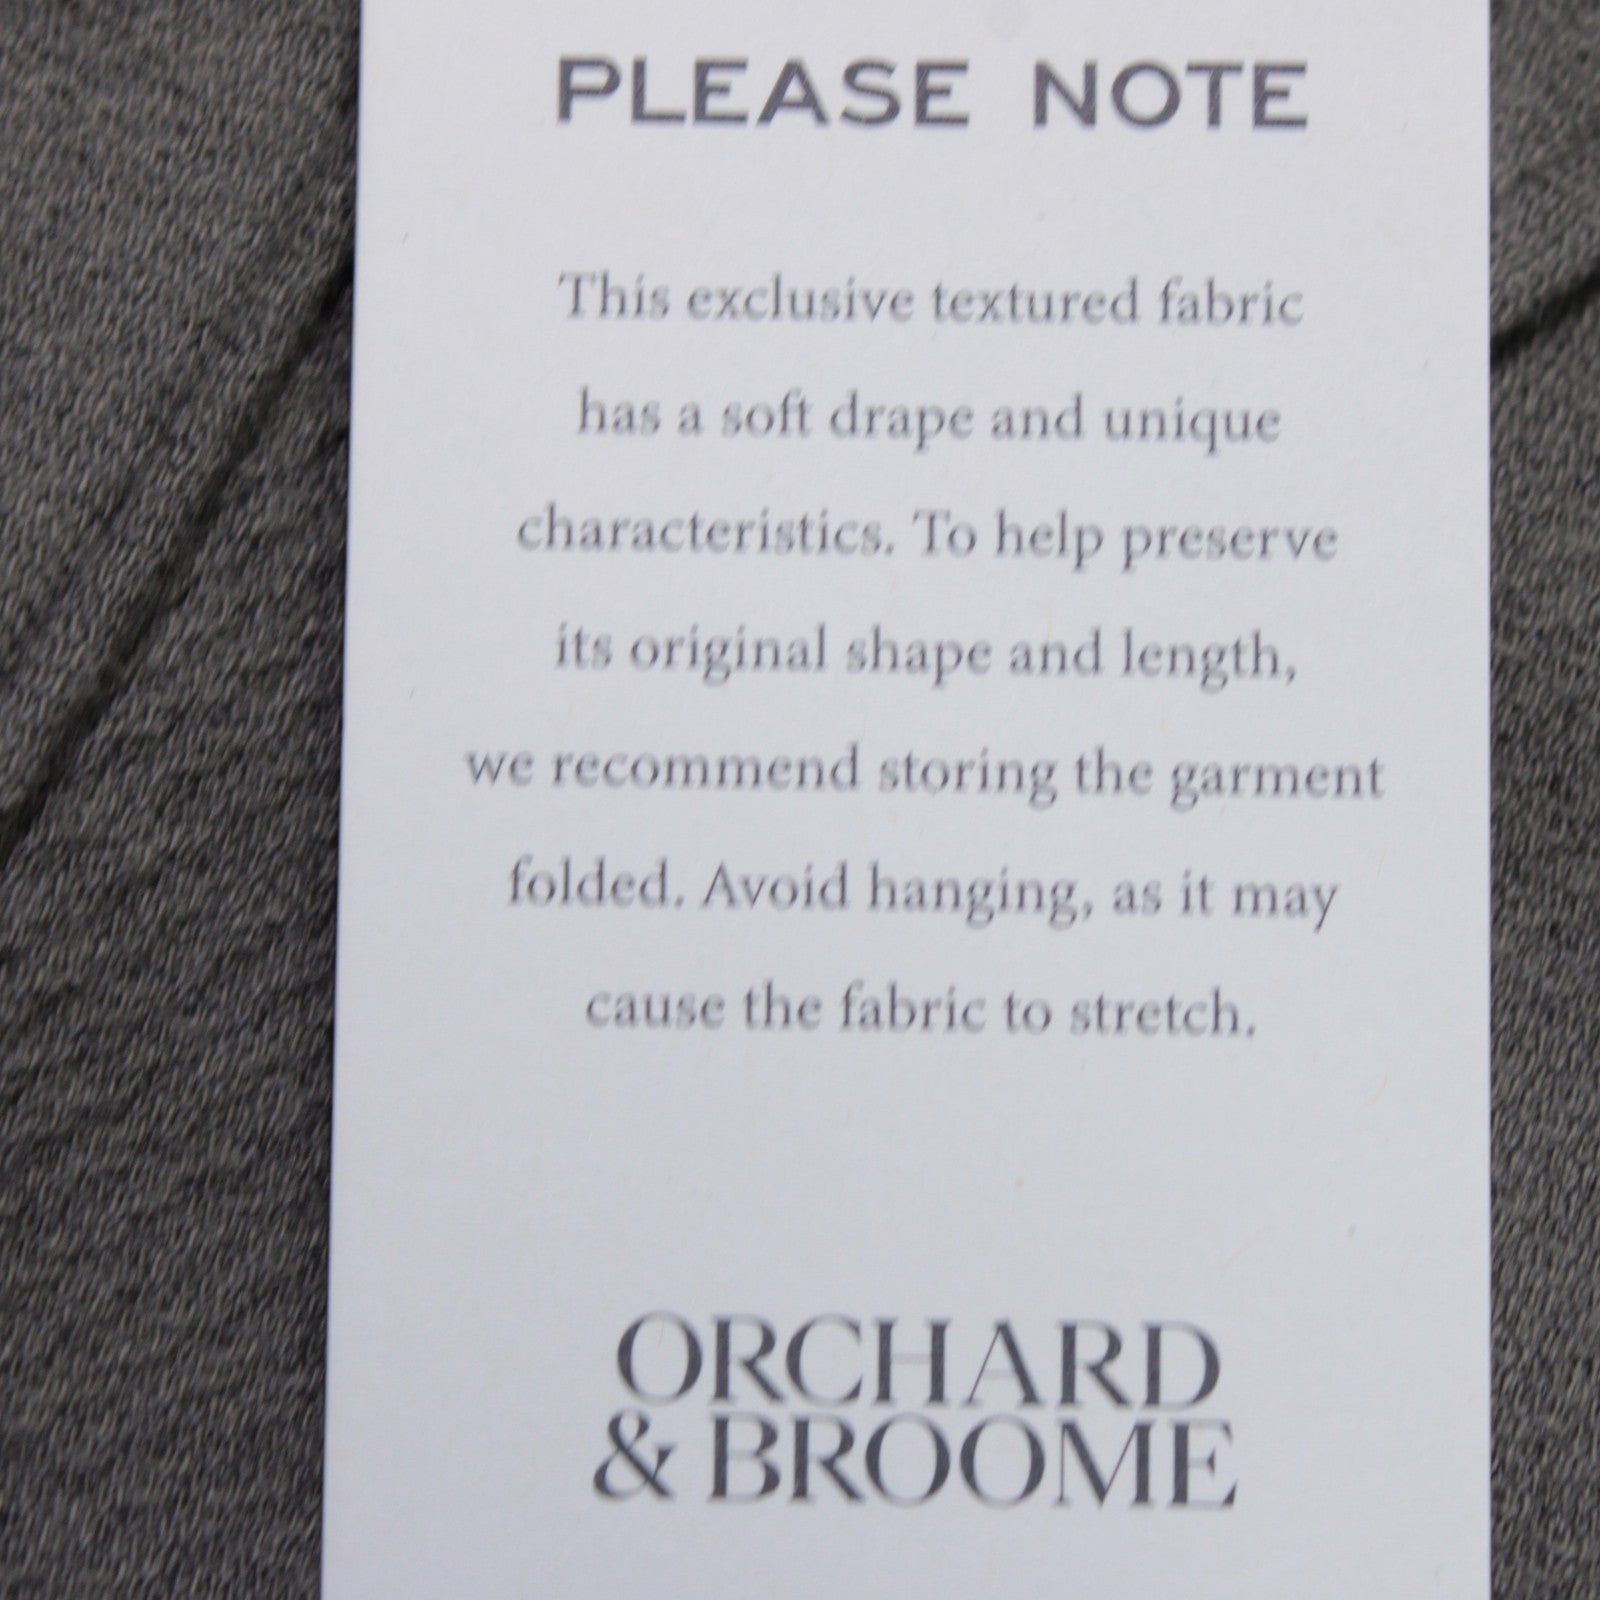 PLEASE NOTE
This exclusive textured fabric
has a soft drape and unique
characteristics. To help preserve
its original shape and length,
we recommend storing the garment
folded. Avoid hanging, as it may
cause the fabric to stretch.
ORCHARD
& BROOME